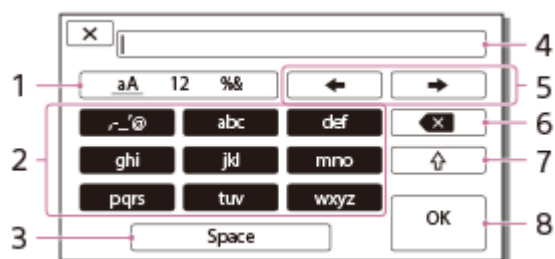 ×
4
1 aA 12 %& ← → 5
,-_'@ abc def ⌫ 6
2 ghi jkl mno ⇧ 7
pqrs tuv wxyz OK 8
3 Space